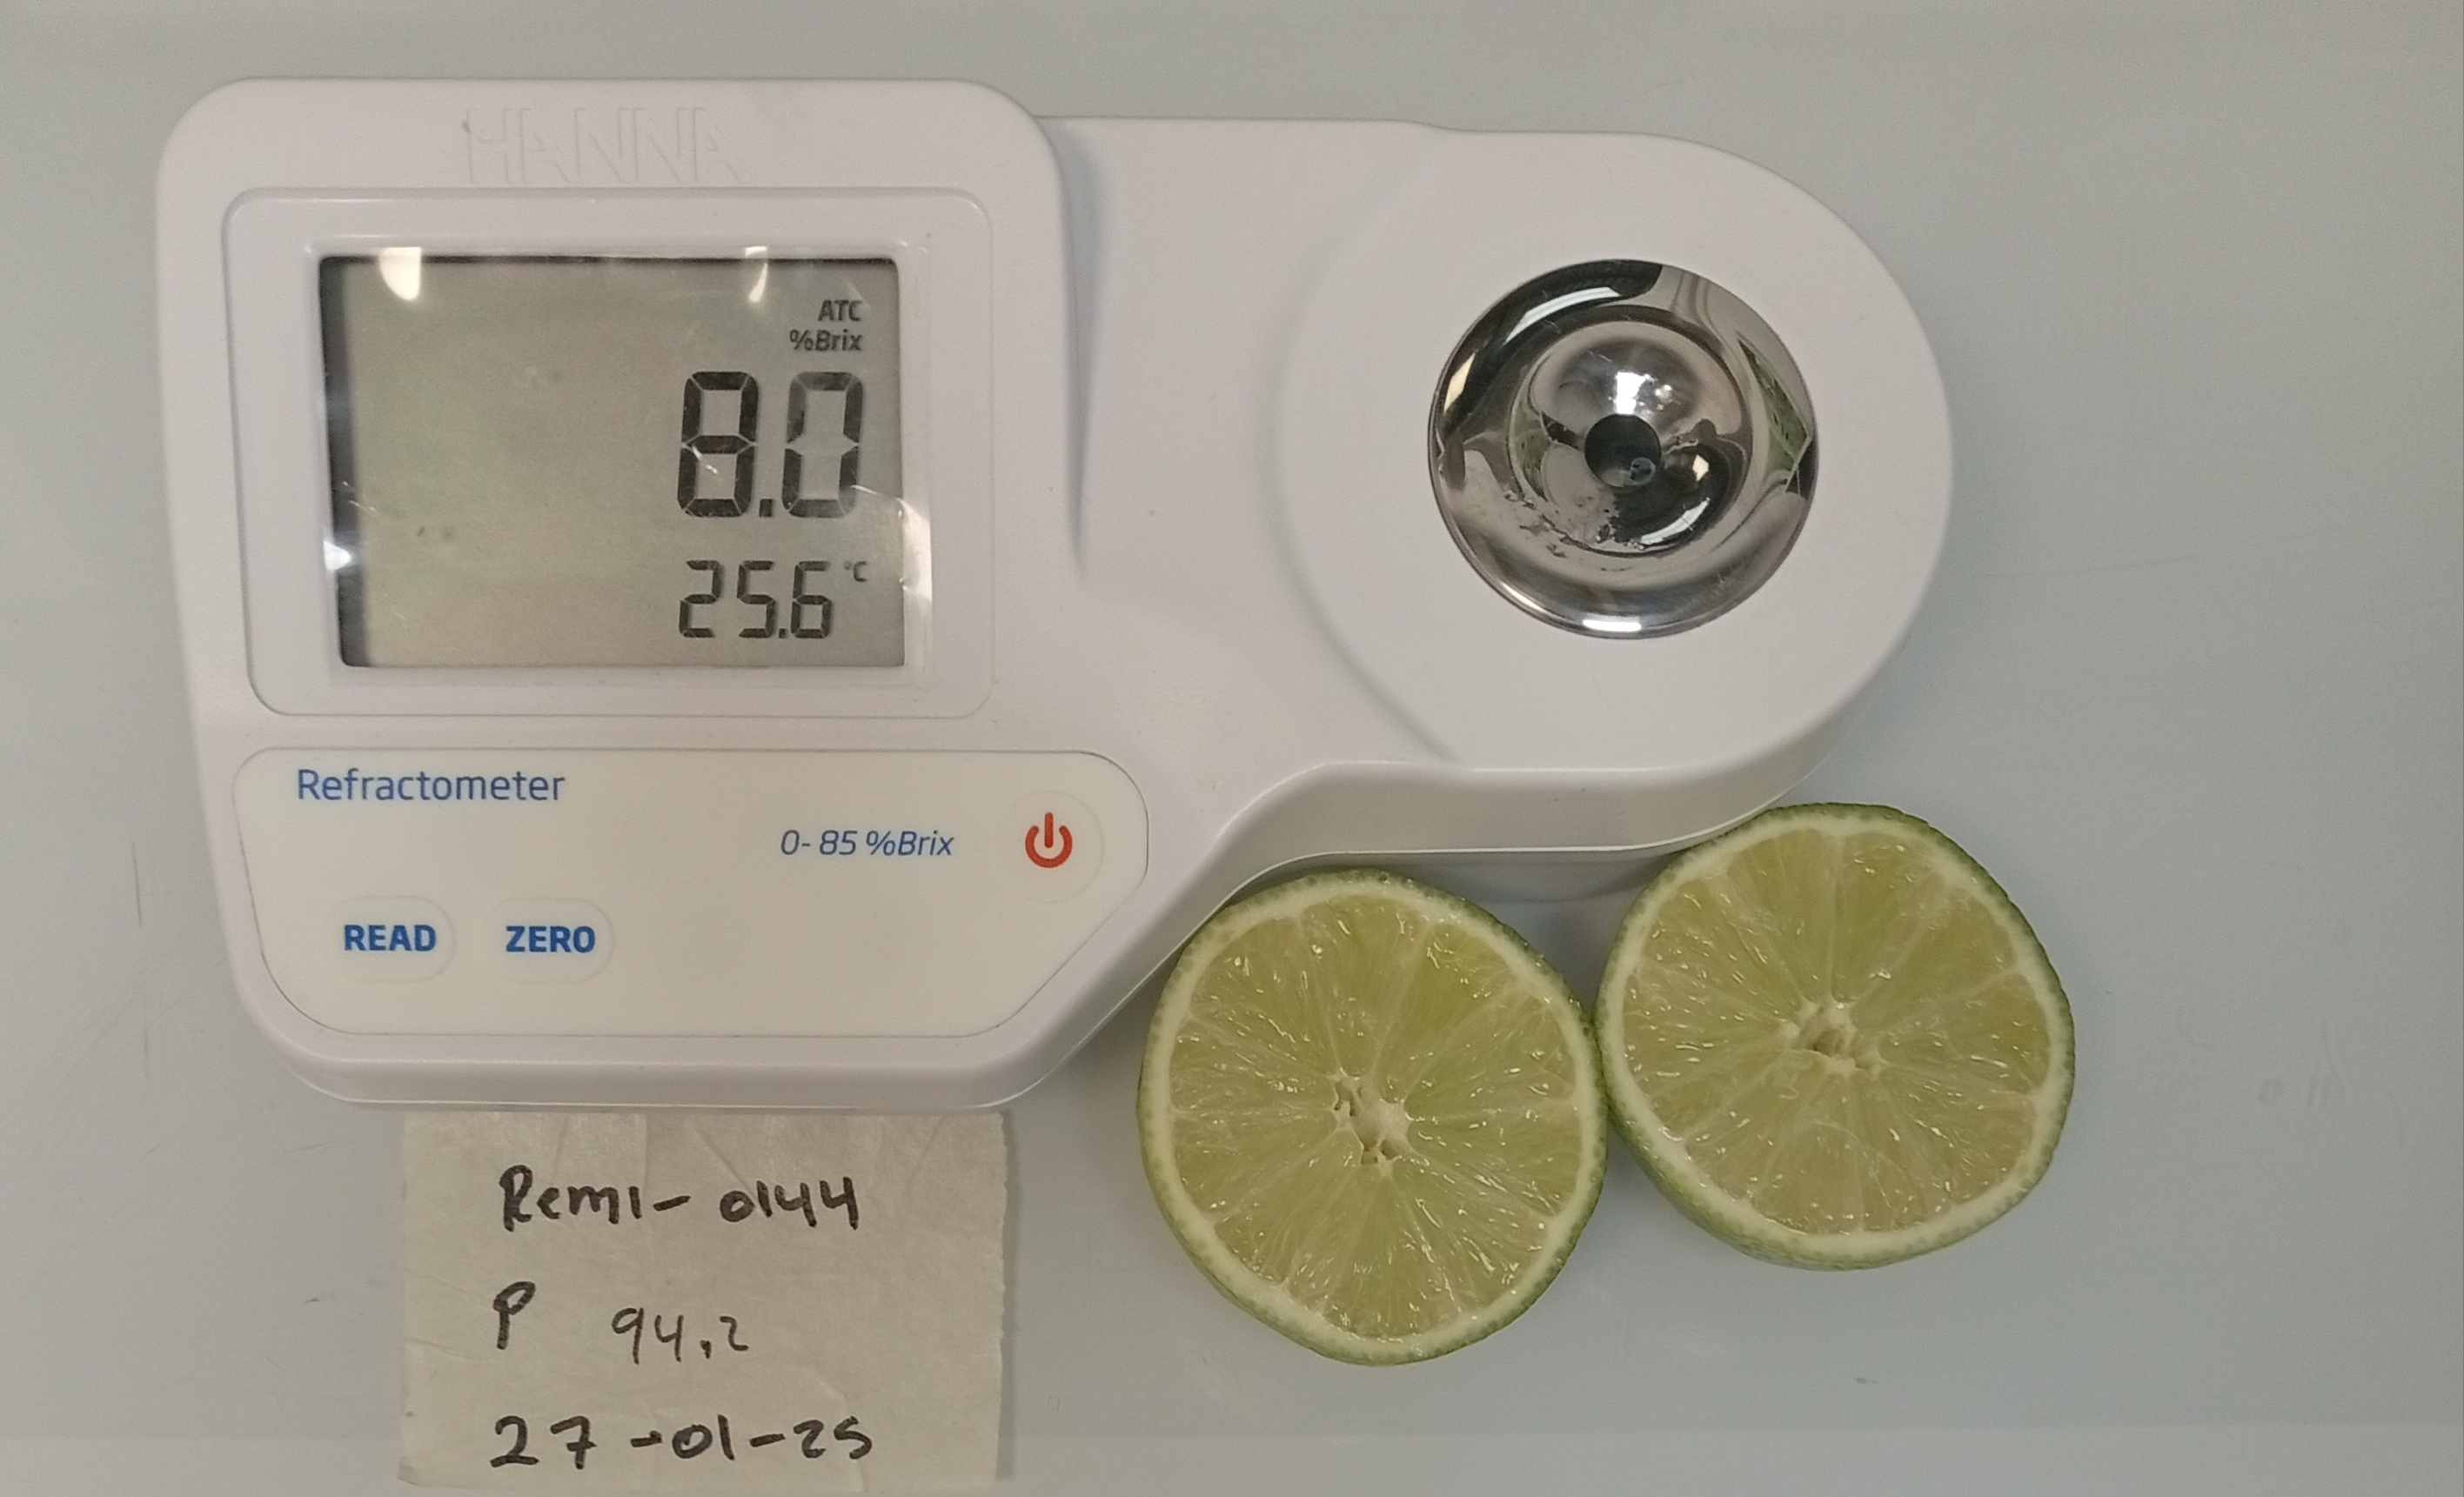 HANNA
ATC
%Brix
8.0
25.6 °C
Refractometer
0-85 %Brix
READ ZERO
Remi-0144
P 94.2
27-01-25